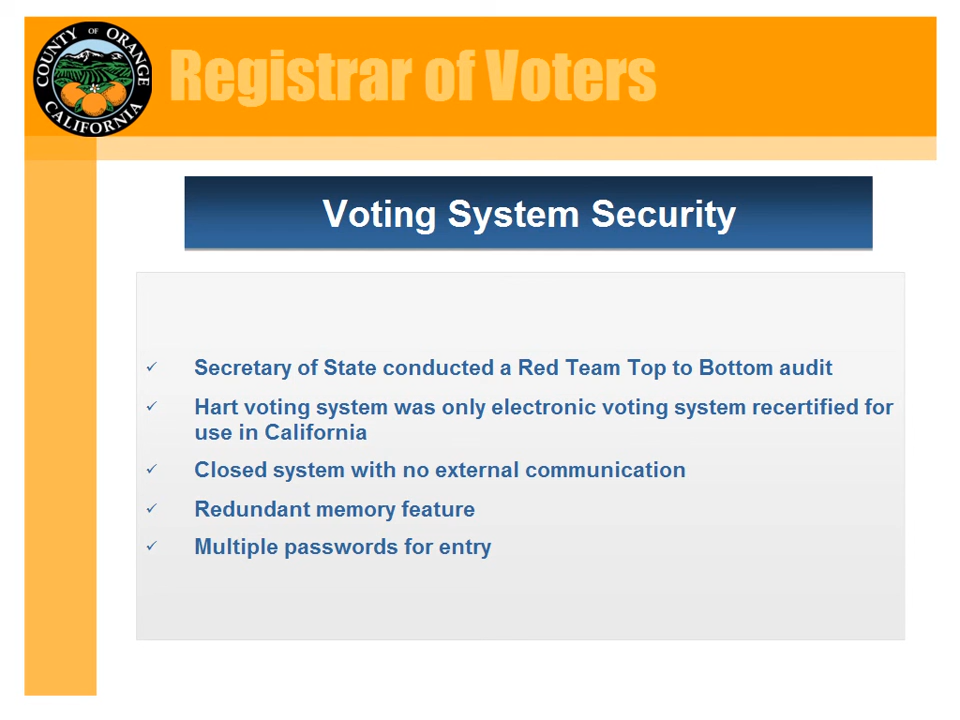 COUNTY OF ORANGE
CALIFORNIA
Registrar of Voters
Voting System Security
Secretary of State conducted a Red Team Top to Bottom audit
Hart voting system was only electronic voting system recertified for
use in California
Closed system with no external communication
Redundant memory feature
Multiple passwords for entry